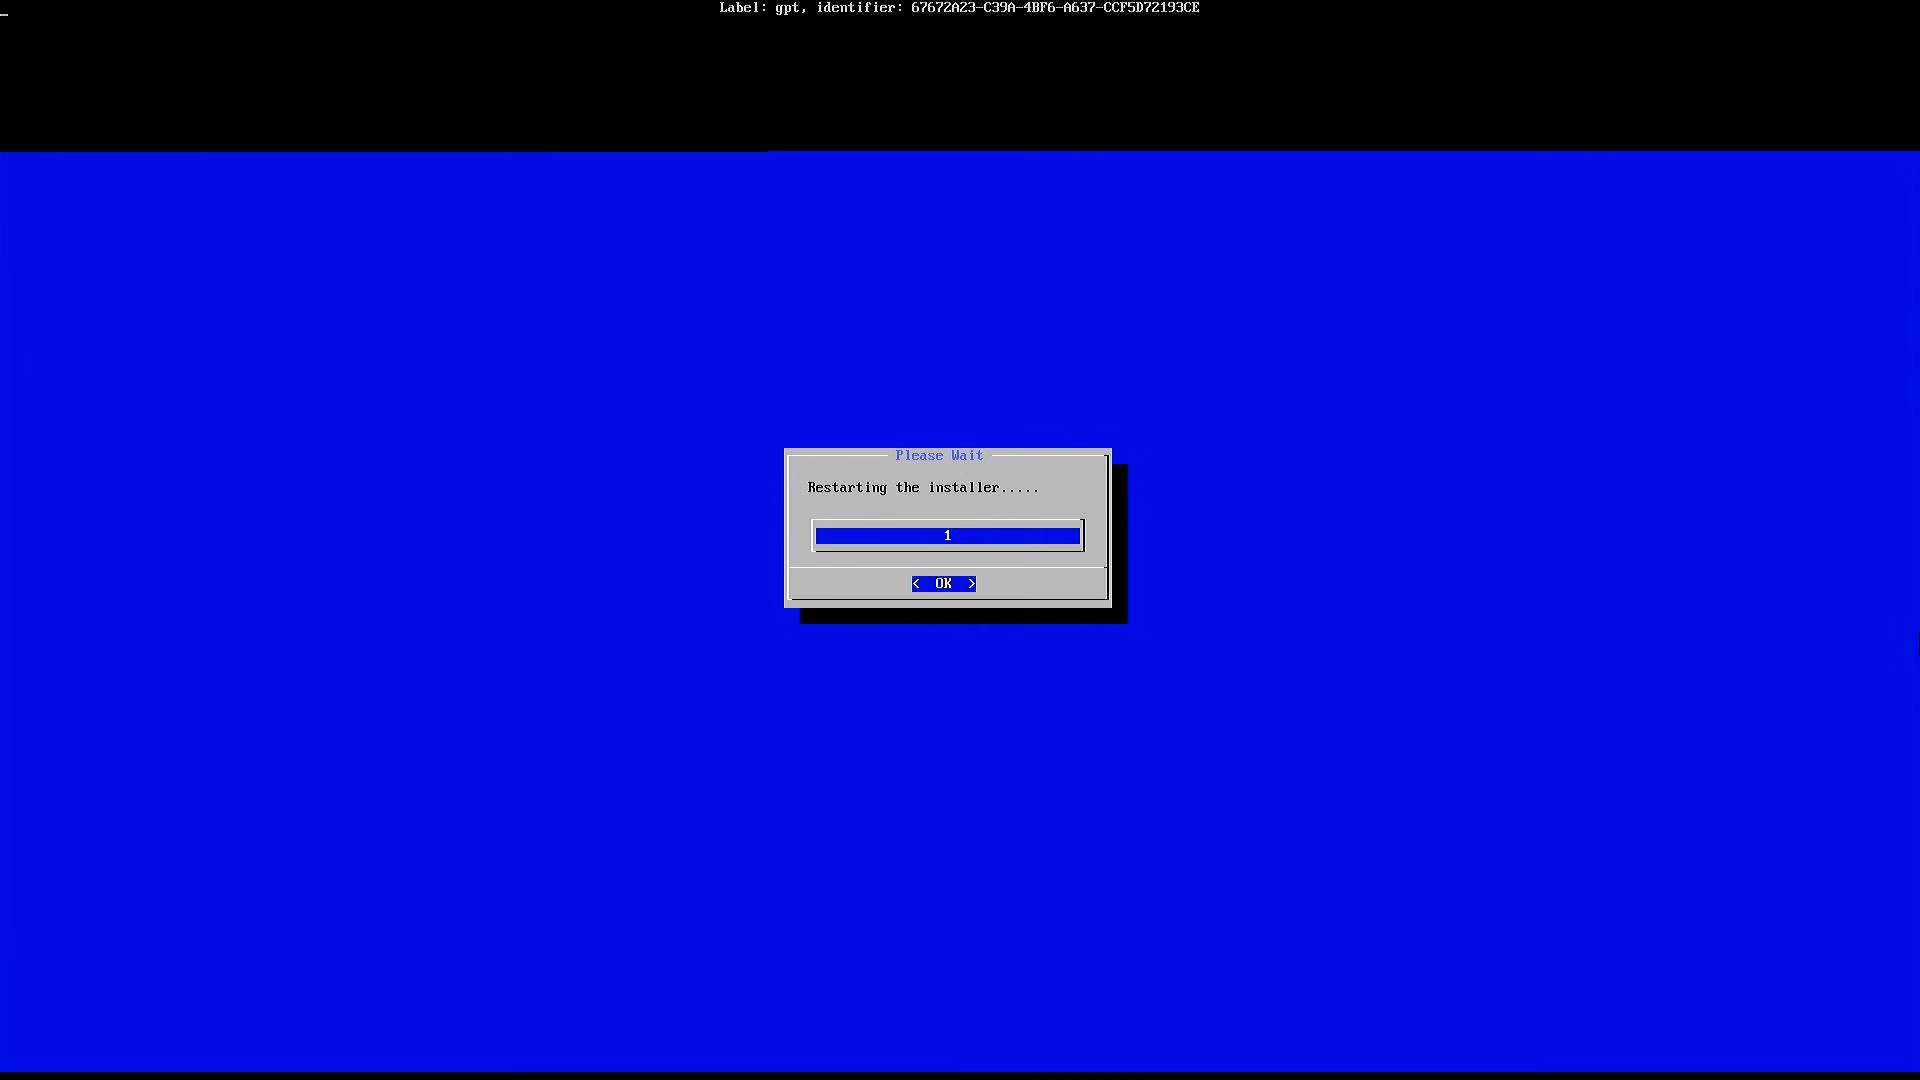 Label: gpt, identifier: 67672A23-C39A-4BF6-A637-CCF5D72193CE
Please Wait
Restarting the installer.....
1
< OK >